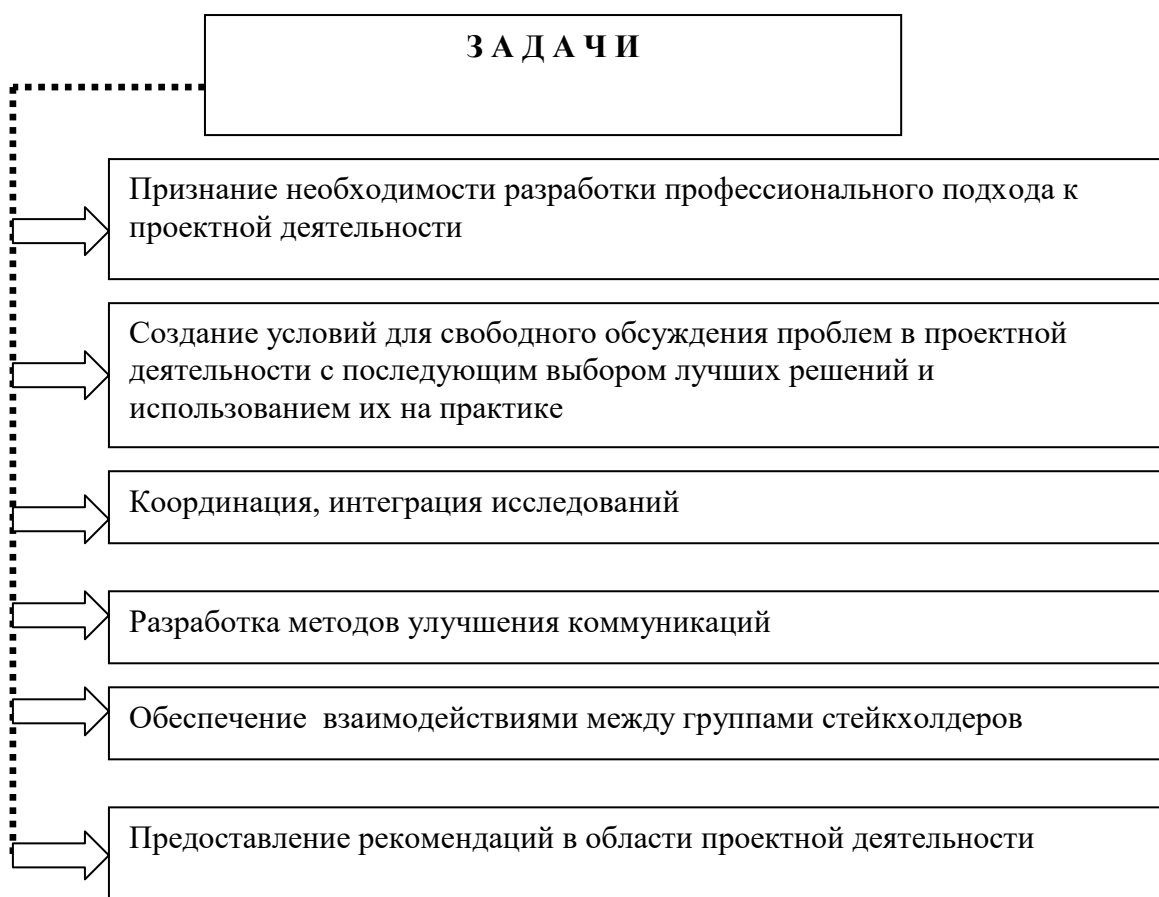 З А Д А Ч И
Признание необходимости разработки профессионального подхода к
проектной деятельности
Создание условий для свободного обсуждения проблем в проектной
деятельности с последующим выбором лучших решений и
использованием их на практике
Координация, интеграция исследований
Разработка методов улучшения коммуникаций
Обеспечение  взаимодействиями между группами стейкхолдеров
Предоставление рекомендаций в области проектной деятельности